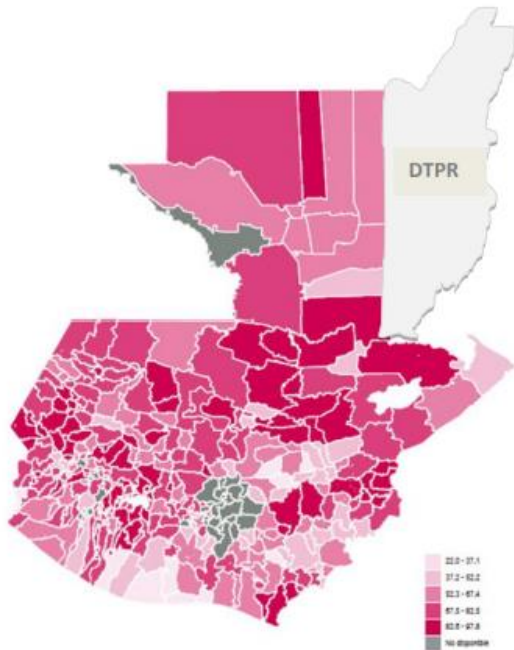 DTPR
22.0 - 37.1
37.2 - 52.2
52.3 - 67.4
67.5 - 82.5
82.6 - 97.8
No disponible